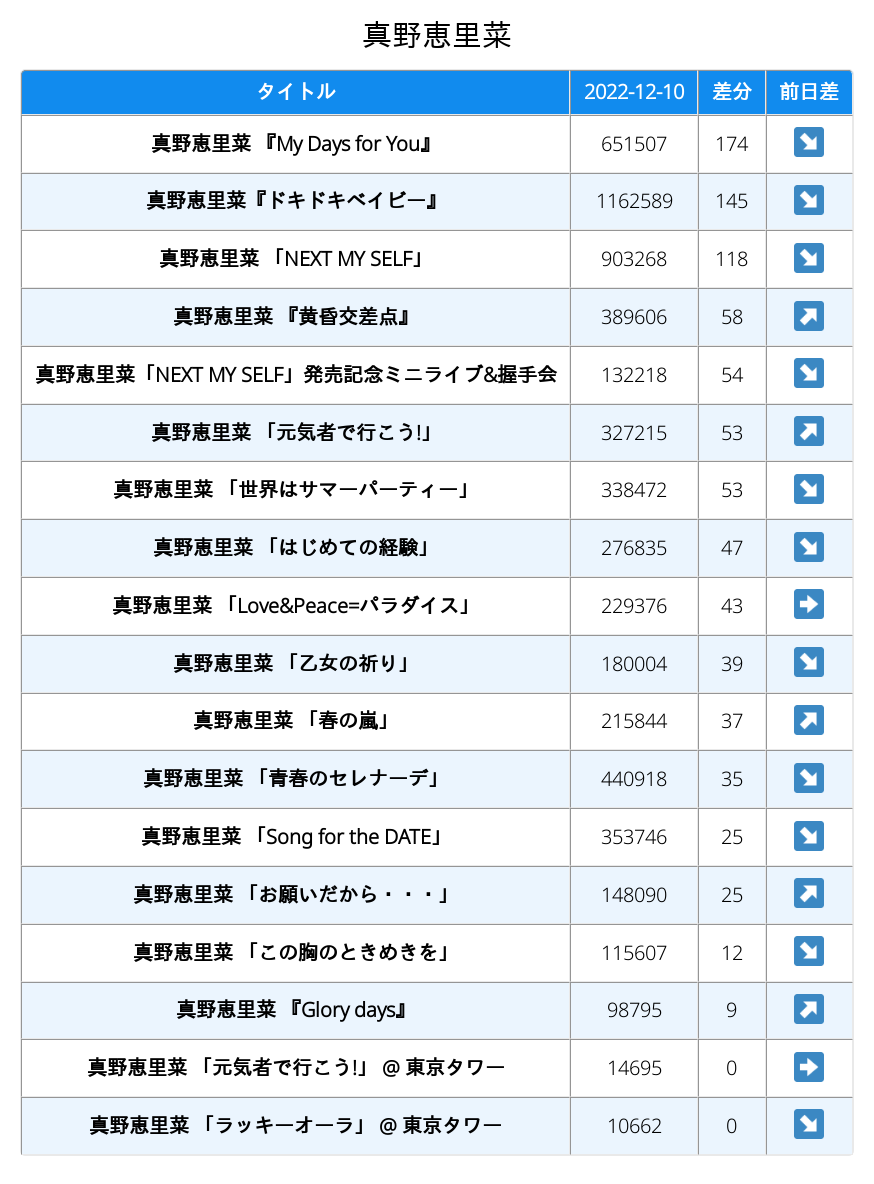 真野恵里菜
タイトル 2022-12-10 差分 前日差
真野恵里菜 『My Days for You』 651507 174 ↘
真野恵里菜『ドキドキベイビー』 1162589 145 ↘
真野恵里菜 「NEXT MY SELF」 903268 118 ↘
真野恵里菜 『黄昏交差点』 389606 58 ↗
真野恵里菜「NEXT MY SELF」発売記念ミニライブ&握手会 132218 54 ↘
真野恵里菜 「元気者で行こう!」 327215 53 ↗
真野恵里菜 「世界はサマーパーティー」 338472 53 ↘
真野恵里菜 「はじめての経験」 276835 47 ↘
真野恵里菜 「Love&Peace=パラダイス」 229376 43 ➡
真野恵里菜 「乙女の祈り」 180004 39 ↘
真野恵里菜 「春の嵐」 215844 37 ↗
真野恵里菜 「青春のセレナーデ」 440918 35 ↘
真野恵里菜 「Song for the DATE」 353746 25 ↘
真野恵里菜 「お願いだから・・・」 148090 25 ↗
真野恵里菜 「この胸のときめきを」 115607 12 ↘
真野恵里菜 『Glory days』 98795 9 ↗
真野恵里菜 「元気者で行こう!」 @ 東京タワー 14695 0 ➡
真野恵里菜 「ラッキーオーラ」 @ 東京タワー 10662 0 ↘